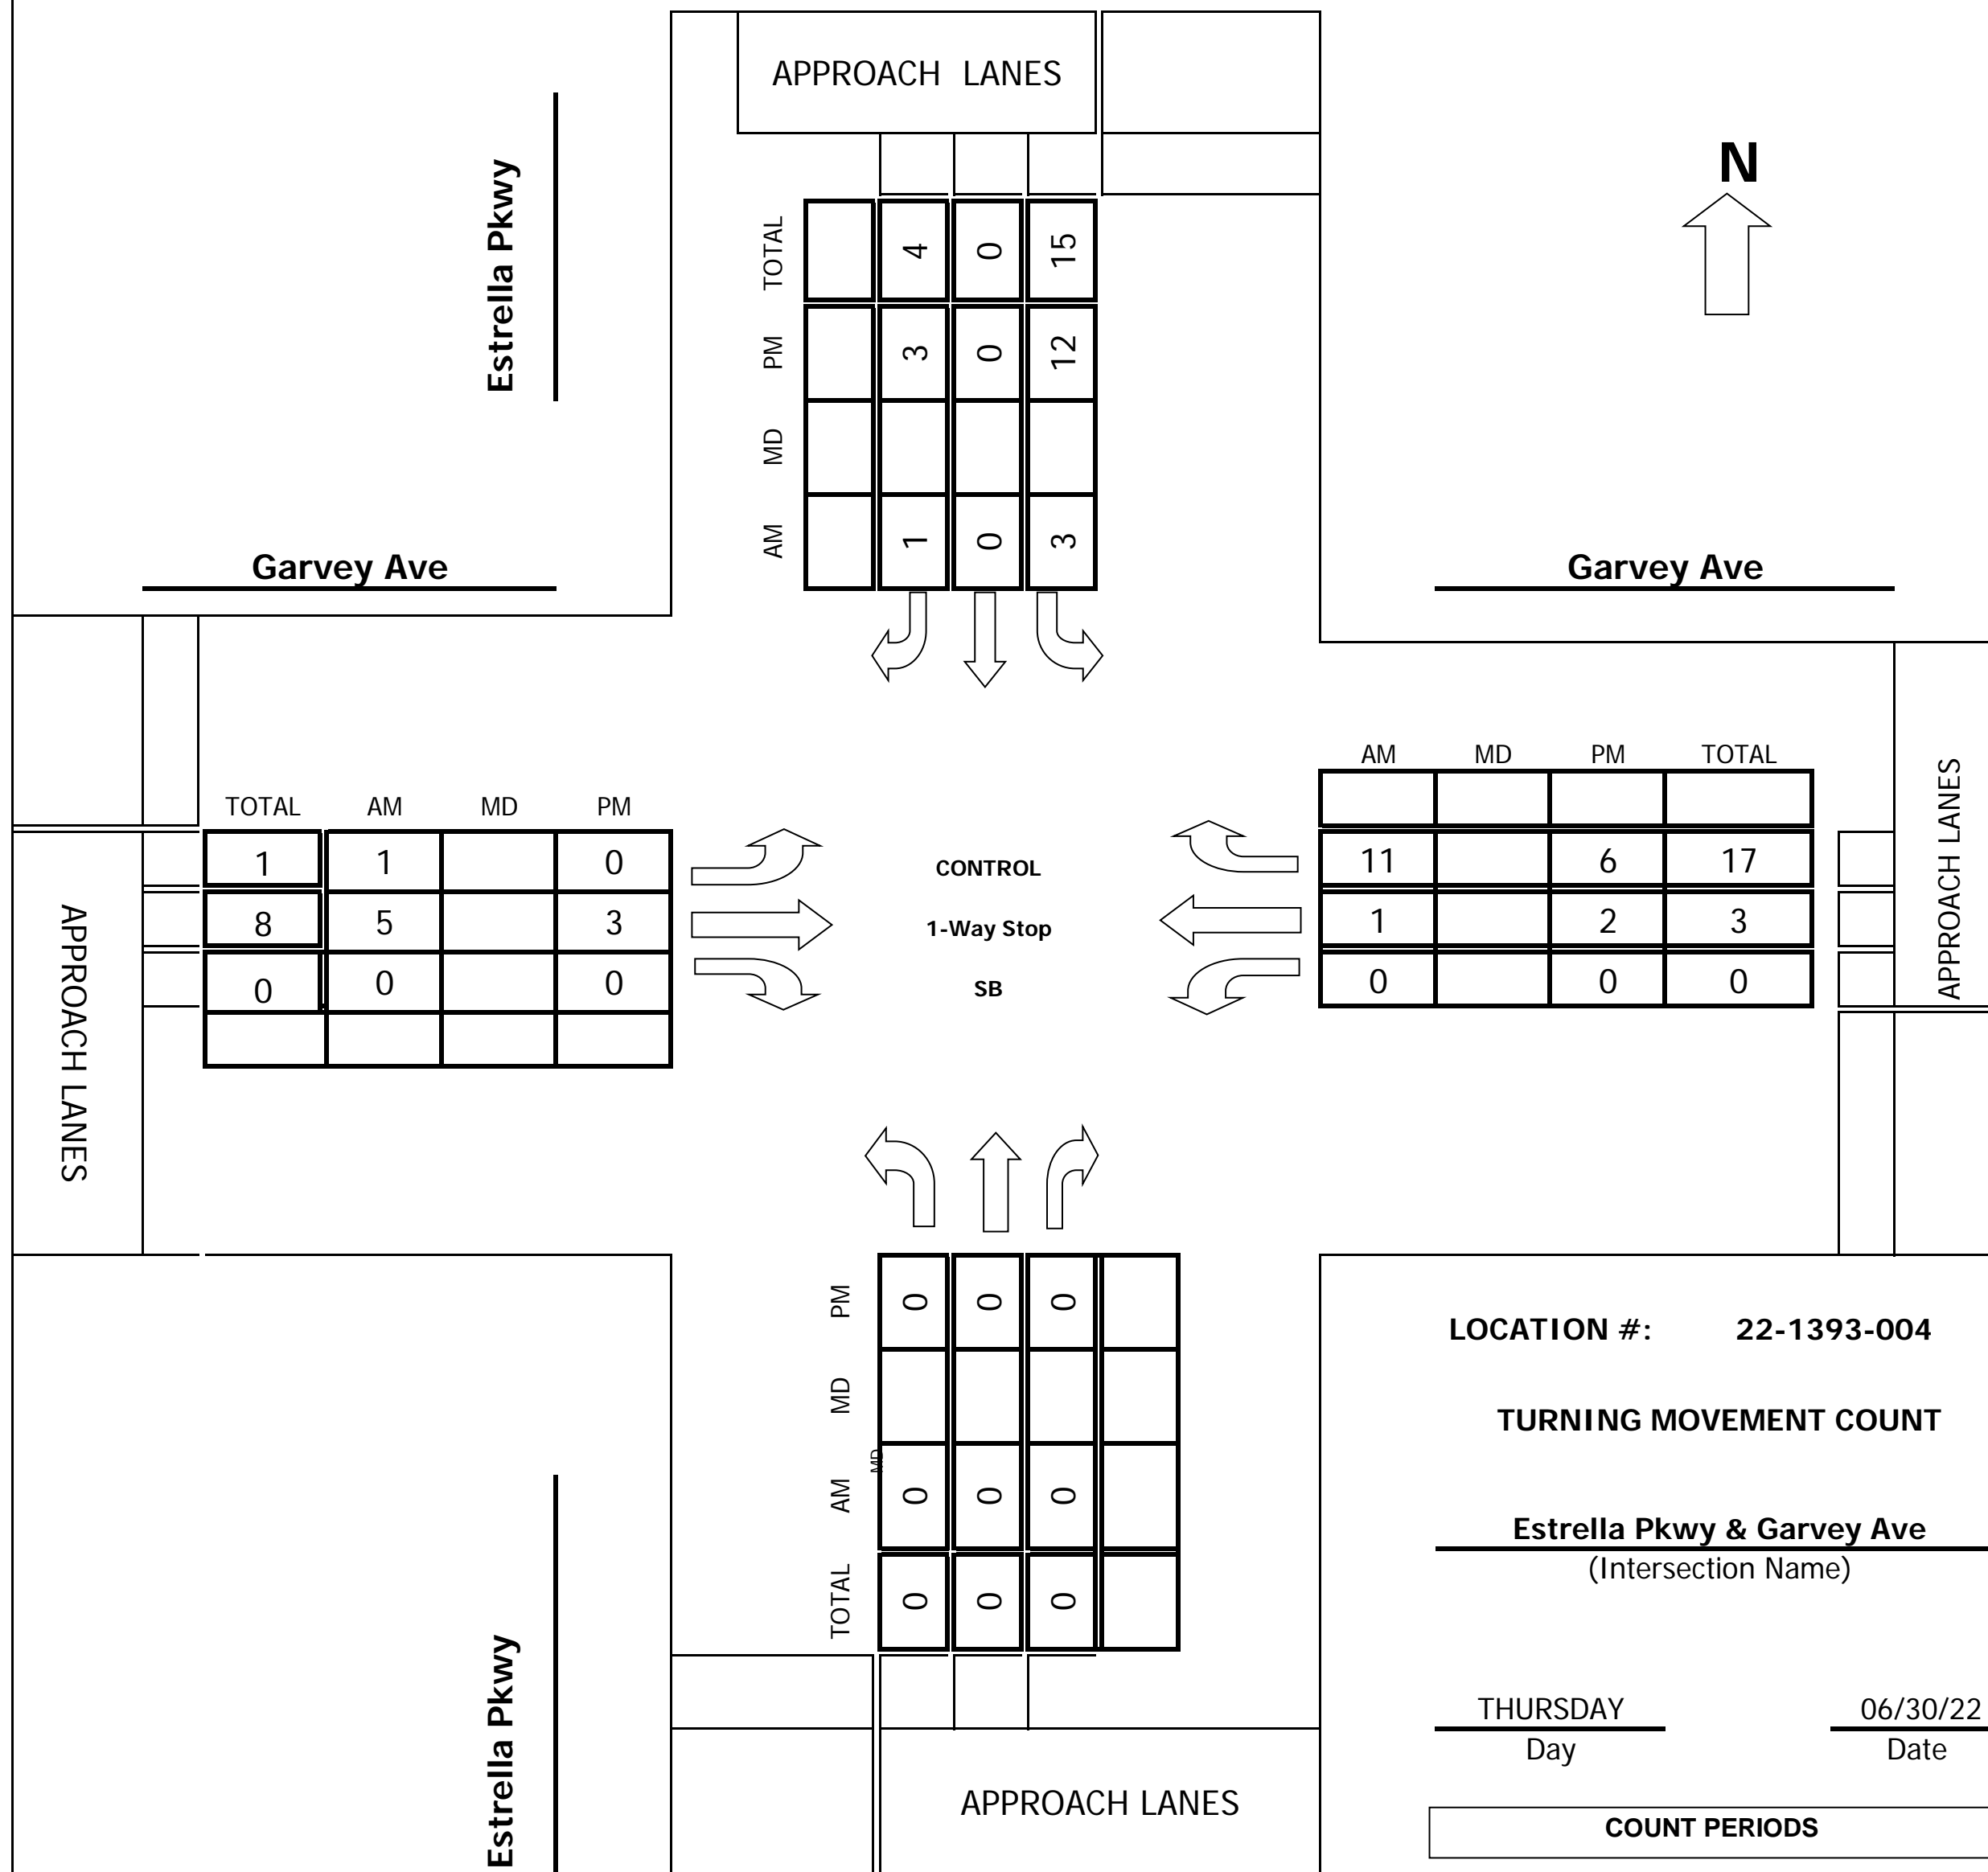 APPROACH LANES
N
Estrella Pkwy
TOTAL 4 0 15
PM 3 0 12
MD
AM 1 0 3
Garvey Ave
Garvey Ave
TOTAL AM MD PM
1 1 0
8 5 3
0 0 0
APPROACH LANES
CONTROL
1-Way Stop
SB
AM MD PM TOTAL
11 6 17
1 2 3
0 0 0
APPROACH LANES
PM 0 0 0
MD
MD
AM 0 0 0
TOTAL 0 0 0
Estrella Pkwy
APPROACH LANES
LOCATION #: 22-1393-004
TURNING MOVEMENT COUNT
Estrella Pkwy & Garvey Ave
(Intersection Name)
THURSDAY 06/30/22
Day Date
COUNT PERIODS